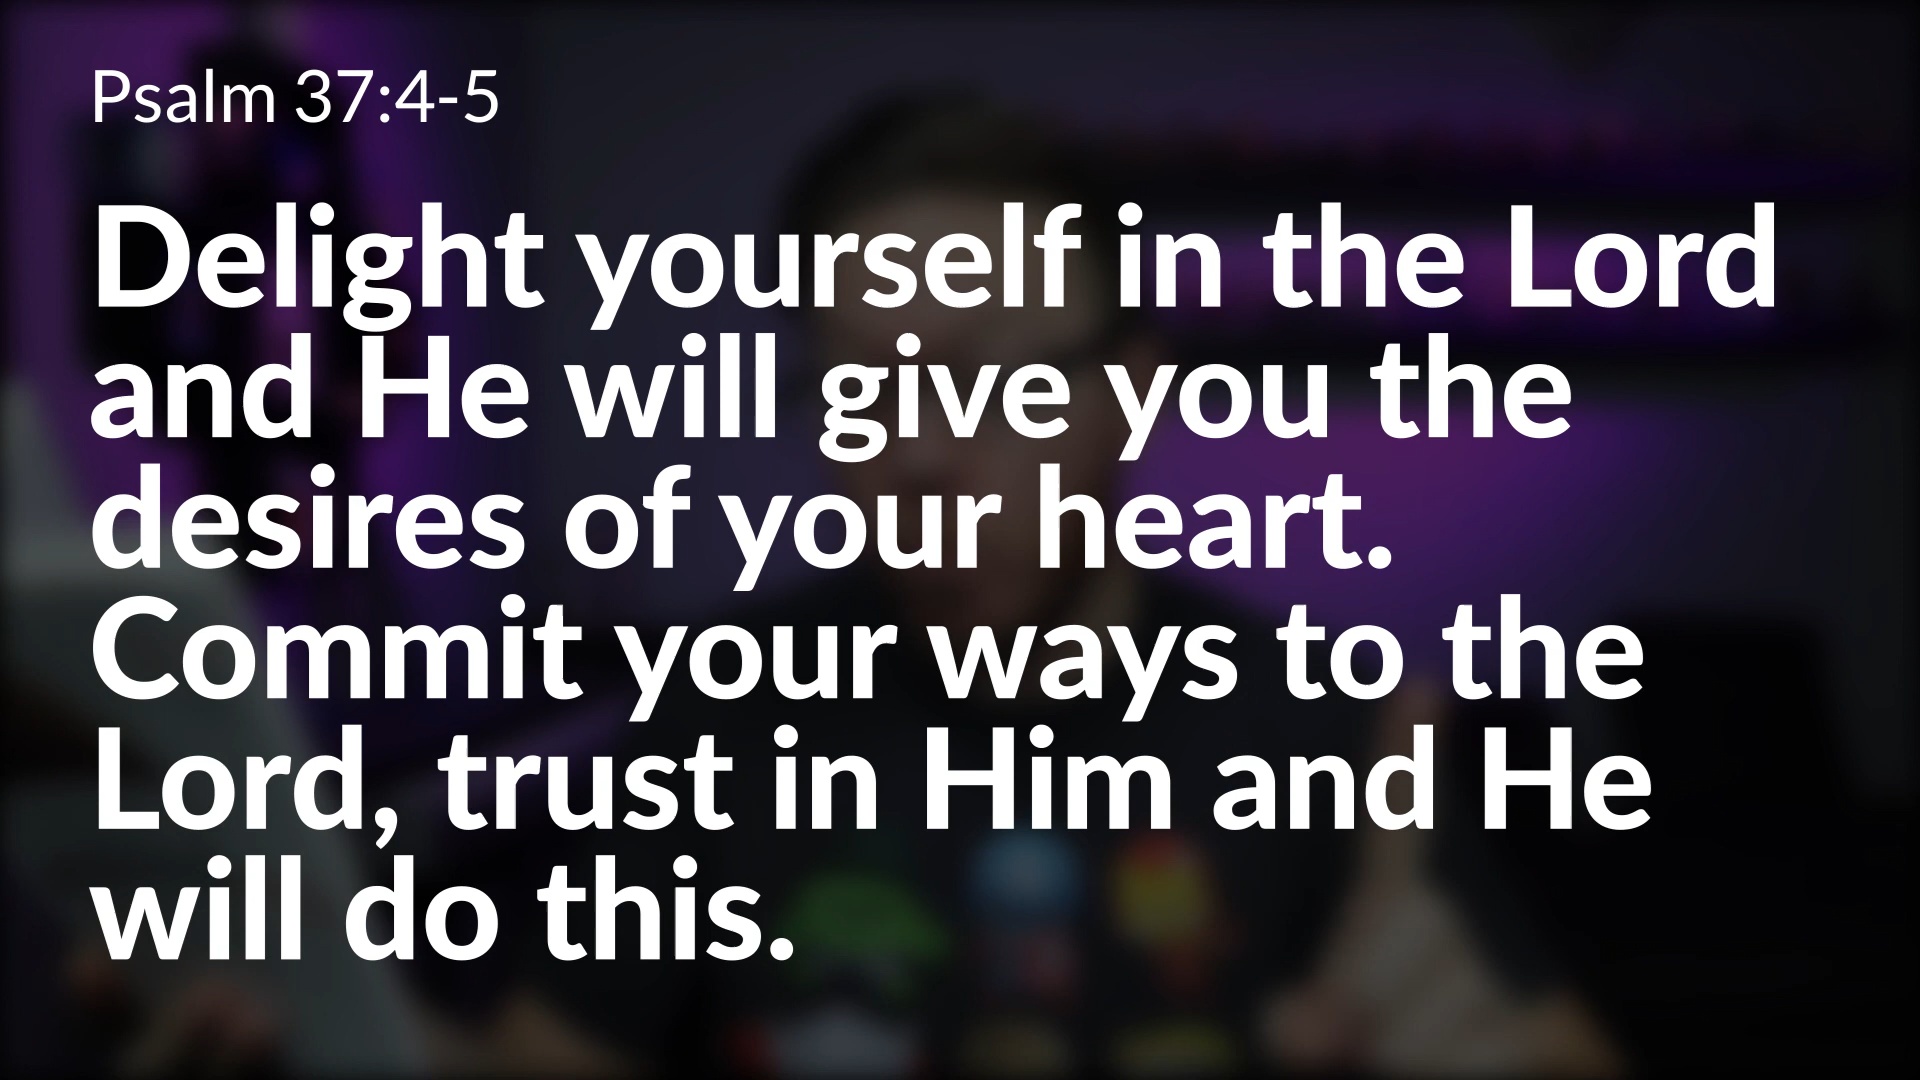 Psalm 37:4-5
Delight yourself in the Lord
and He will give you the
desires of your heart.
Commit your ways to the
Lord, trust in Him and He
will do this.